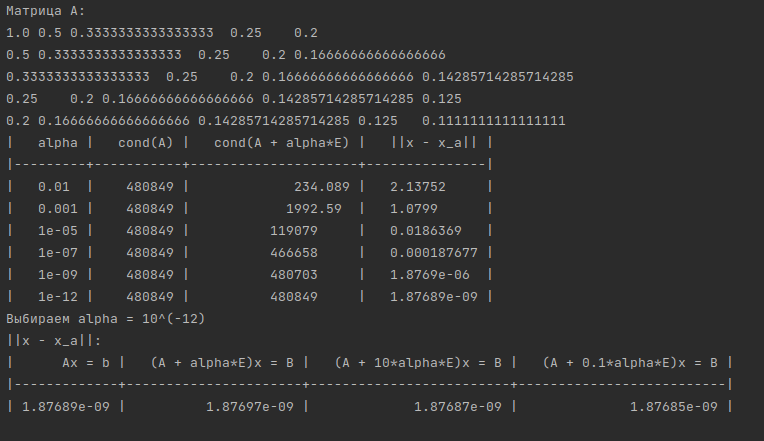 Матрица A:
1.0 0.5 0.3333333333333333  0.25    0.2
0.5 0.3333333333333333  0.25    0.2 0.16666666666666666
0.3333333333333333  0.25    0.2 0.16666666666666666 0.14285714285714285
0.25    0.2 0.16666666666666666 0.14285714285714285 0.125
0.2 0.16666666666666666 0.14285714285714285 0.125   0.1111111111111111
|   alpha |   cond(A) |   cond(A + alpha*E) |   ||x - x_a|| |
|---------+-----------+---------------------+---------------|
|   0.01  |    480849 |             234.089 |   2.13752     |
|   0.001 |    480849 |            1992.59  |   1.0799      |
|   1e-05 |    480849 |          119079     |   0.0186369   |
|   1e-07 |    480849 |          466658     |   0.000187677 |
|   1e-09 |    480849 |          480703     |   1.8769e-06  |
|   1e-12 |    480849 |          480849     |   1.87689e-09 |
Выбираем alpha = 10^(-12)
||x - x_a||:
|      Ax = b |   (A + alpha*E)x = B |   (A + 10*alpha*E)x = B |   (A + 0.1*alpha*E)x = B |
|-------------+----------------------+-------------------------+--------------------------|
| 1.87689e-09 |          1.87697e-09 |             1.87687e-09 |              1.87685e-09 |